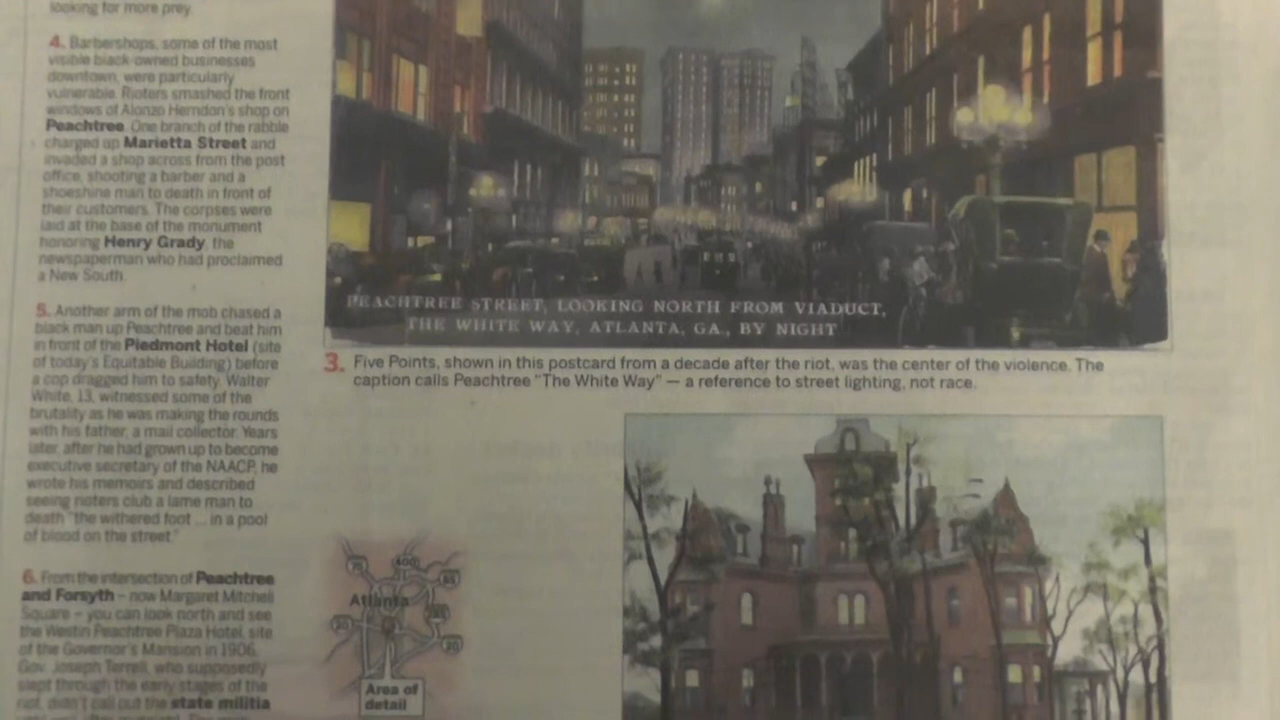 looking for more prey.
4. Barbershops, some of the most
visible black-owned businesses
downtown, were particularly
vulnerable. Rioters smashed the front
windows of Alonzo Herndon's shop on
Peachtree. One branch of the rabble
charged up Marietta Street and
invaded a shop across from the post
office, shooting a barber and a
shoeshine man to death in front of
their customers. The corpses were
laid at the base of the monument
honoring Henry Grady, the
newspaperman who had proclaimed
a New South.
5. Another arm of the mob chased a
black man up Peachtree and beat him
in front of the Piedmont Hotel (site
of today's Equitable Building) before
a cop dragged him to safety. Walter
White, 13, witnessed some of the
brutality as he was making the rounds
with his father, a mail collector. Years
later, after he had grown up to become
executive secretary of the NAACP, he
wrote his memoirs and described
seeing rioters club a lame man to
death "the withered foot ... in a pool
of blood on the street."
6. From the intersection of Peachtree
and Forsyth – now Margaret Mitchell
Square – you can look north and see
the Westin Peachtree Plaza Hotel, site
of the Governor's Mansion in 1906.
Gov. Joseph Terrell, who supposedly
slept through the early stages of the
riot, didn't call out the state militia
PEACHTREE STREET, LOOKING NORTH FROM VIADUCT,
THE WHITE WAY, ATLANTA, GA., BY NIGHT
3. Five Points, shown in this postcard from a decade after the riot, was the center of the violence. The
caption calls Peachtree "The White Way" — a reference to street lighting, not race.
75
400
85
Atlanta
20
20
Area of
detail